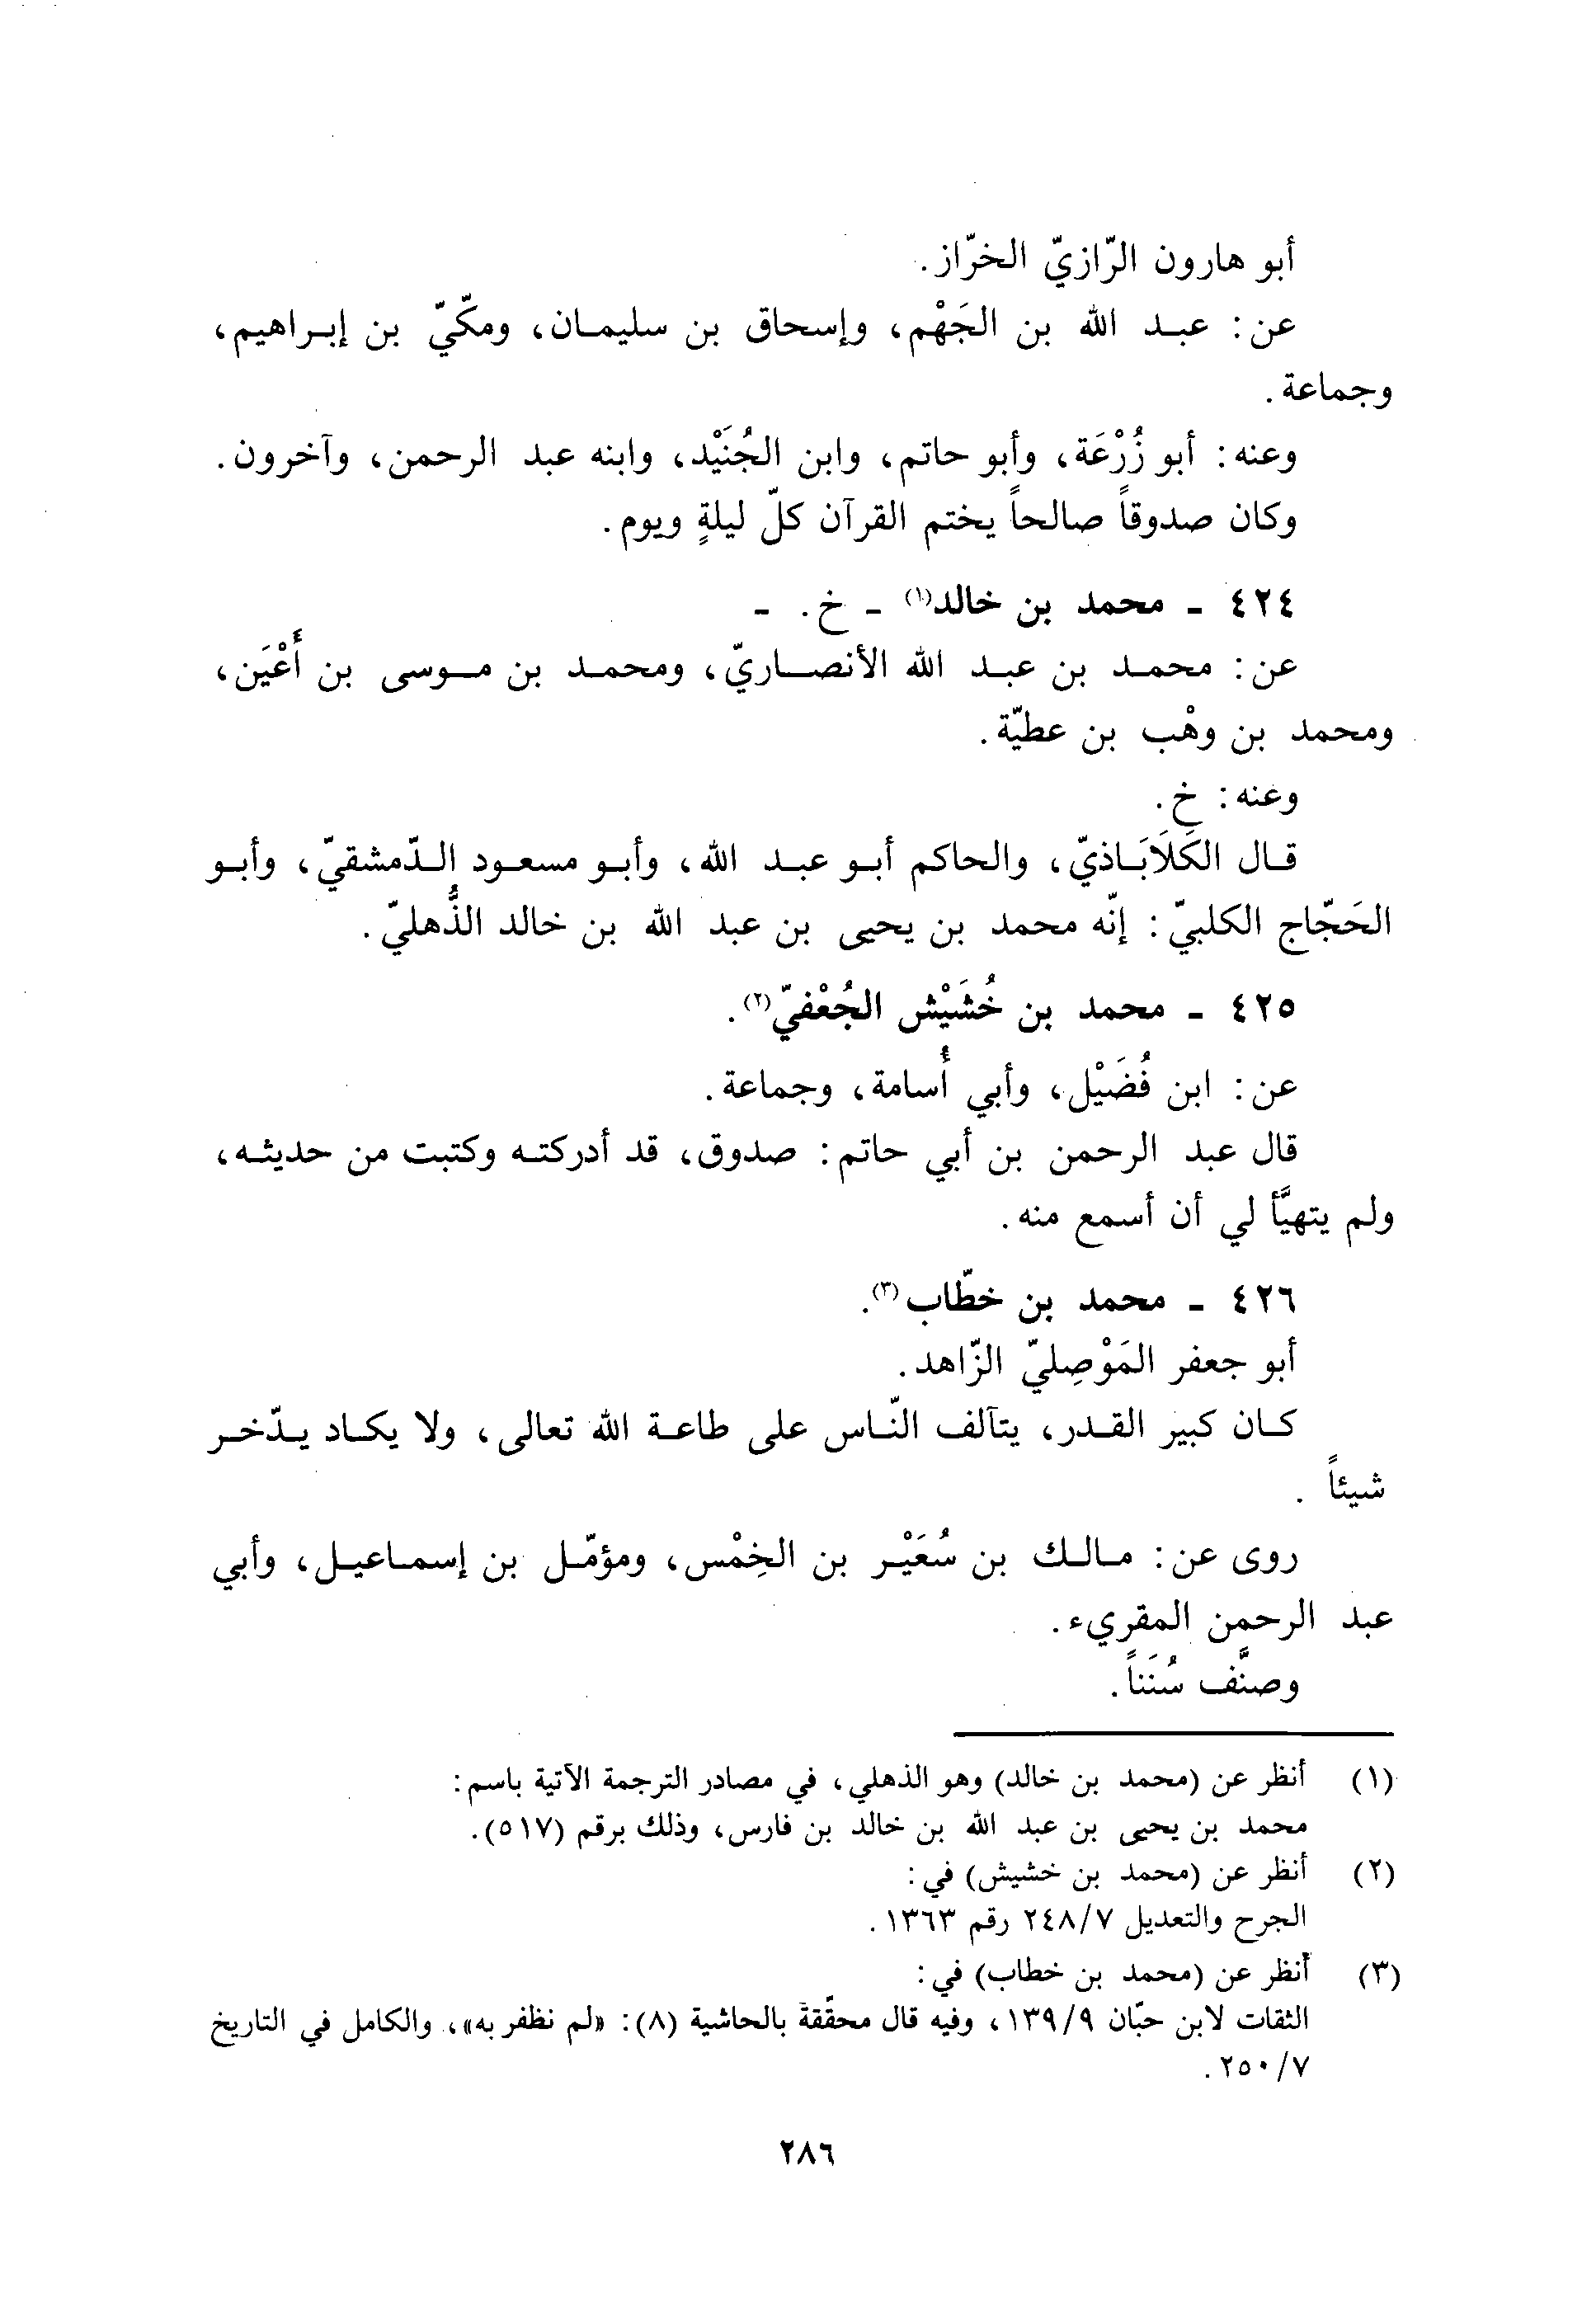 أبو هارون الرّازيّ الخرّاز.
عن: عبد الله بن الجَهْم، وإسحاق بن سليمان، ومكّيّ بن إبراهيم،
وجماعة.
وعنه: أبو زُرْعَة، وأبو حاتم، وابن الجُنَيْد، وابنه عبد الرحمن، وآخرون.
وكان صدوقاً صالحاً يختم القرآن كلّ ليلةٍ ويوم.
٤٢٤ - محمد بن خالد(١) - خ. -
عن: محمد بن عبد الله الأنصاريّ، ومحمد بن موسى بن أَعْيَن،
ومحمد بن وهْب بن عطيّة.
وعنه: خ.
قال الكَلَابَاذيّ، والحاكم أبو عبد الله، وأبو مسعود الدّمشقيّ، وأبو
الحَجّاج الكلبيّ: إنّه محمد بن يحيى بن عبد الله بن خالد الذُّهليّ.
٤٢٥ - محمد بن خُشَيْش الجُعْفيّ(٢).
عن: ابن فُضَيْل، وأبي أُسامة، وجماعة.
قال عبد الرحمن بن أبي حاتم: صدوق، قد أدركته وكتبت من حديثه،
ولم يتهيَّأ لي أن أسمع منه.
٤٢٦ - محمد بن خطّاب(٣).
أبو جعفر المَوْصِليّ الزّاهد.
كان كبير القدر، يتآلف النّاس على طاعة الله تعالى، ولا يكاد يدّخر
شيئاً.
روى عن: مالك بن سُعَيْر بن الخِمْس، ومؤمّل بن إسماعيل، وأبي
عبد الرحمن المقريء.
وصنَّف سُنَناً.
(١) أنظر عن (محمد بن خالد) وهو الذهلي، في مصادر الترجمة الآتية باسم:
محمد بن يحيى بن عبد الله بن خالد بن فارس، وذلك برقم (٥١٧).
(٢) أنظر عن (محمد بن خشيش) في:
الجرح والتعديل ٢٤٨/٧ رقم ١٣٦٣.
(٣) أنظر عن (محمد بن خطاب) في:
الثقات لابن حبّان ١٣٩/٩، وفيه قال محقّقة بالحاشية (٨): «لم نظفر به»، والكامل في التاريخ
٢٥٠/٧.
٢٨٦